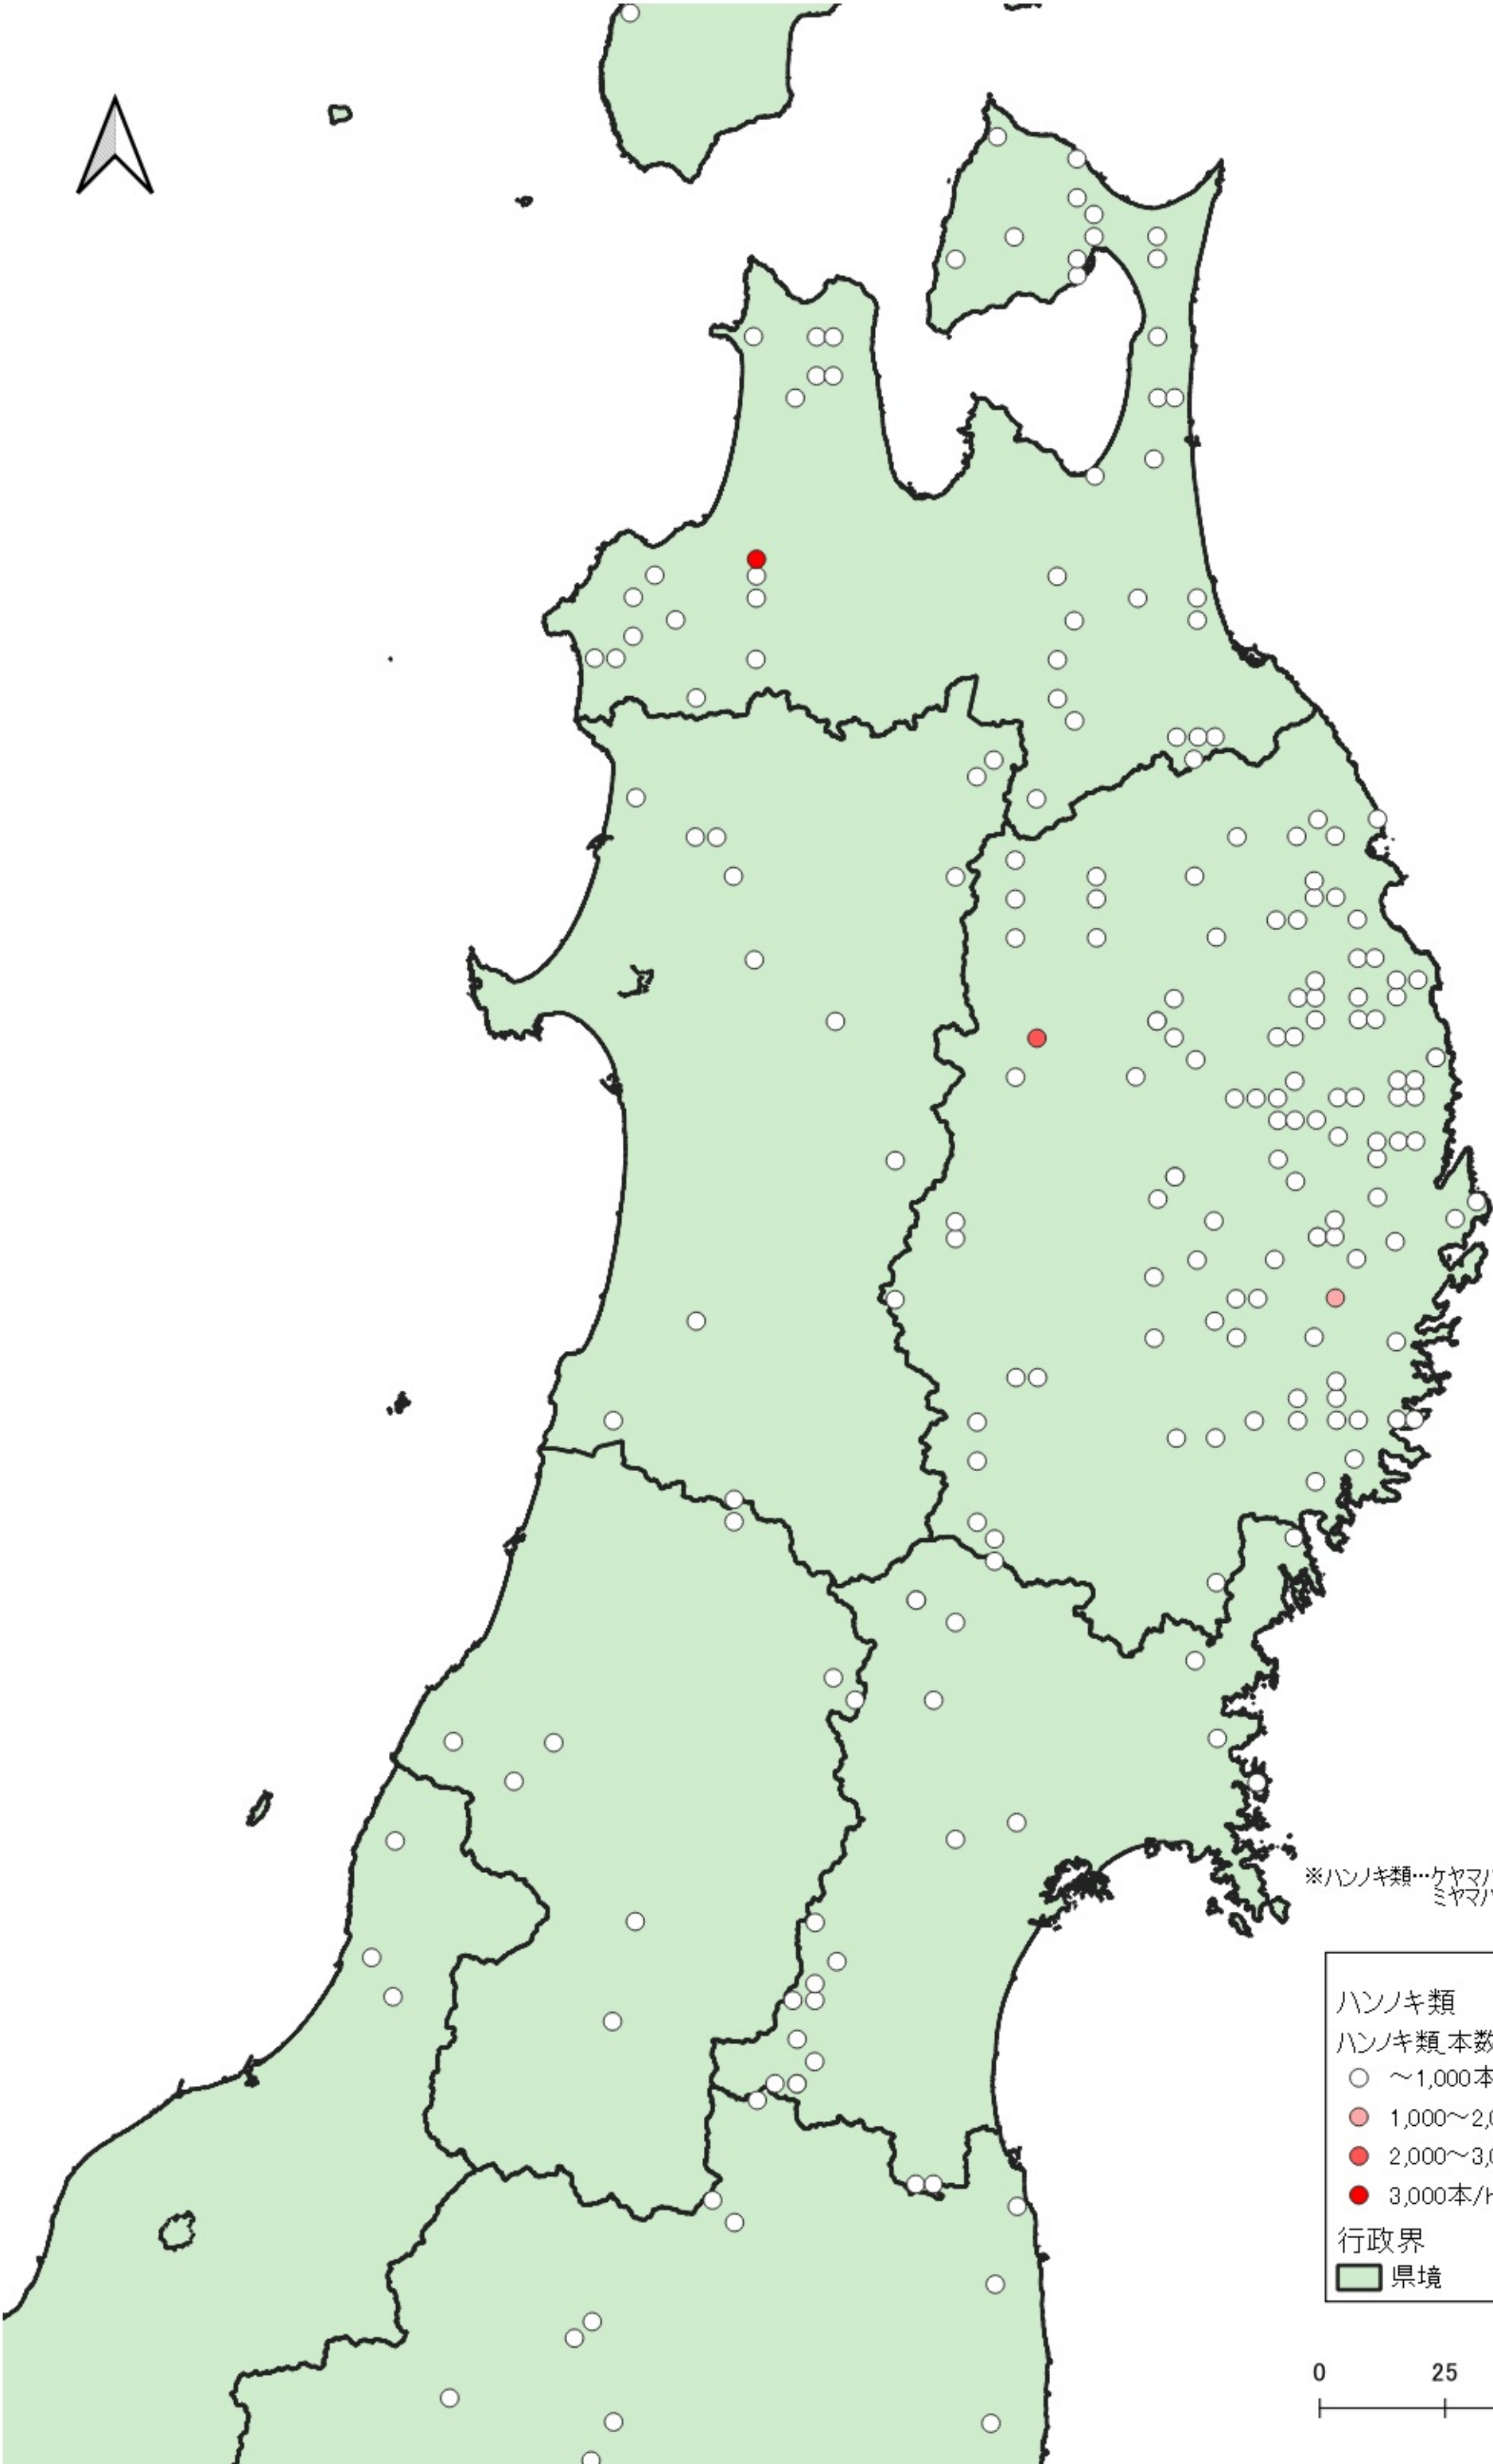 ※ハンノキ類…ケヤマハ
ミヤマハ
ハンノキ類
ハンノキ類_本数
～1,000本
1,000～2,0
2,000～3,0
3,000本/h
行政界
県境
0 25